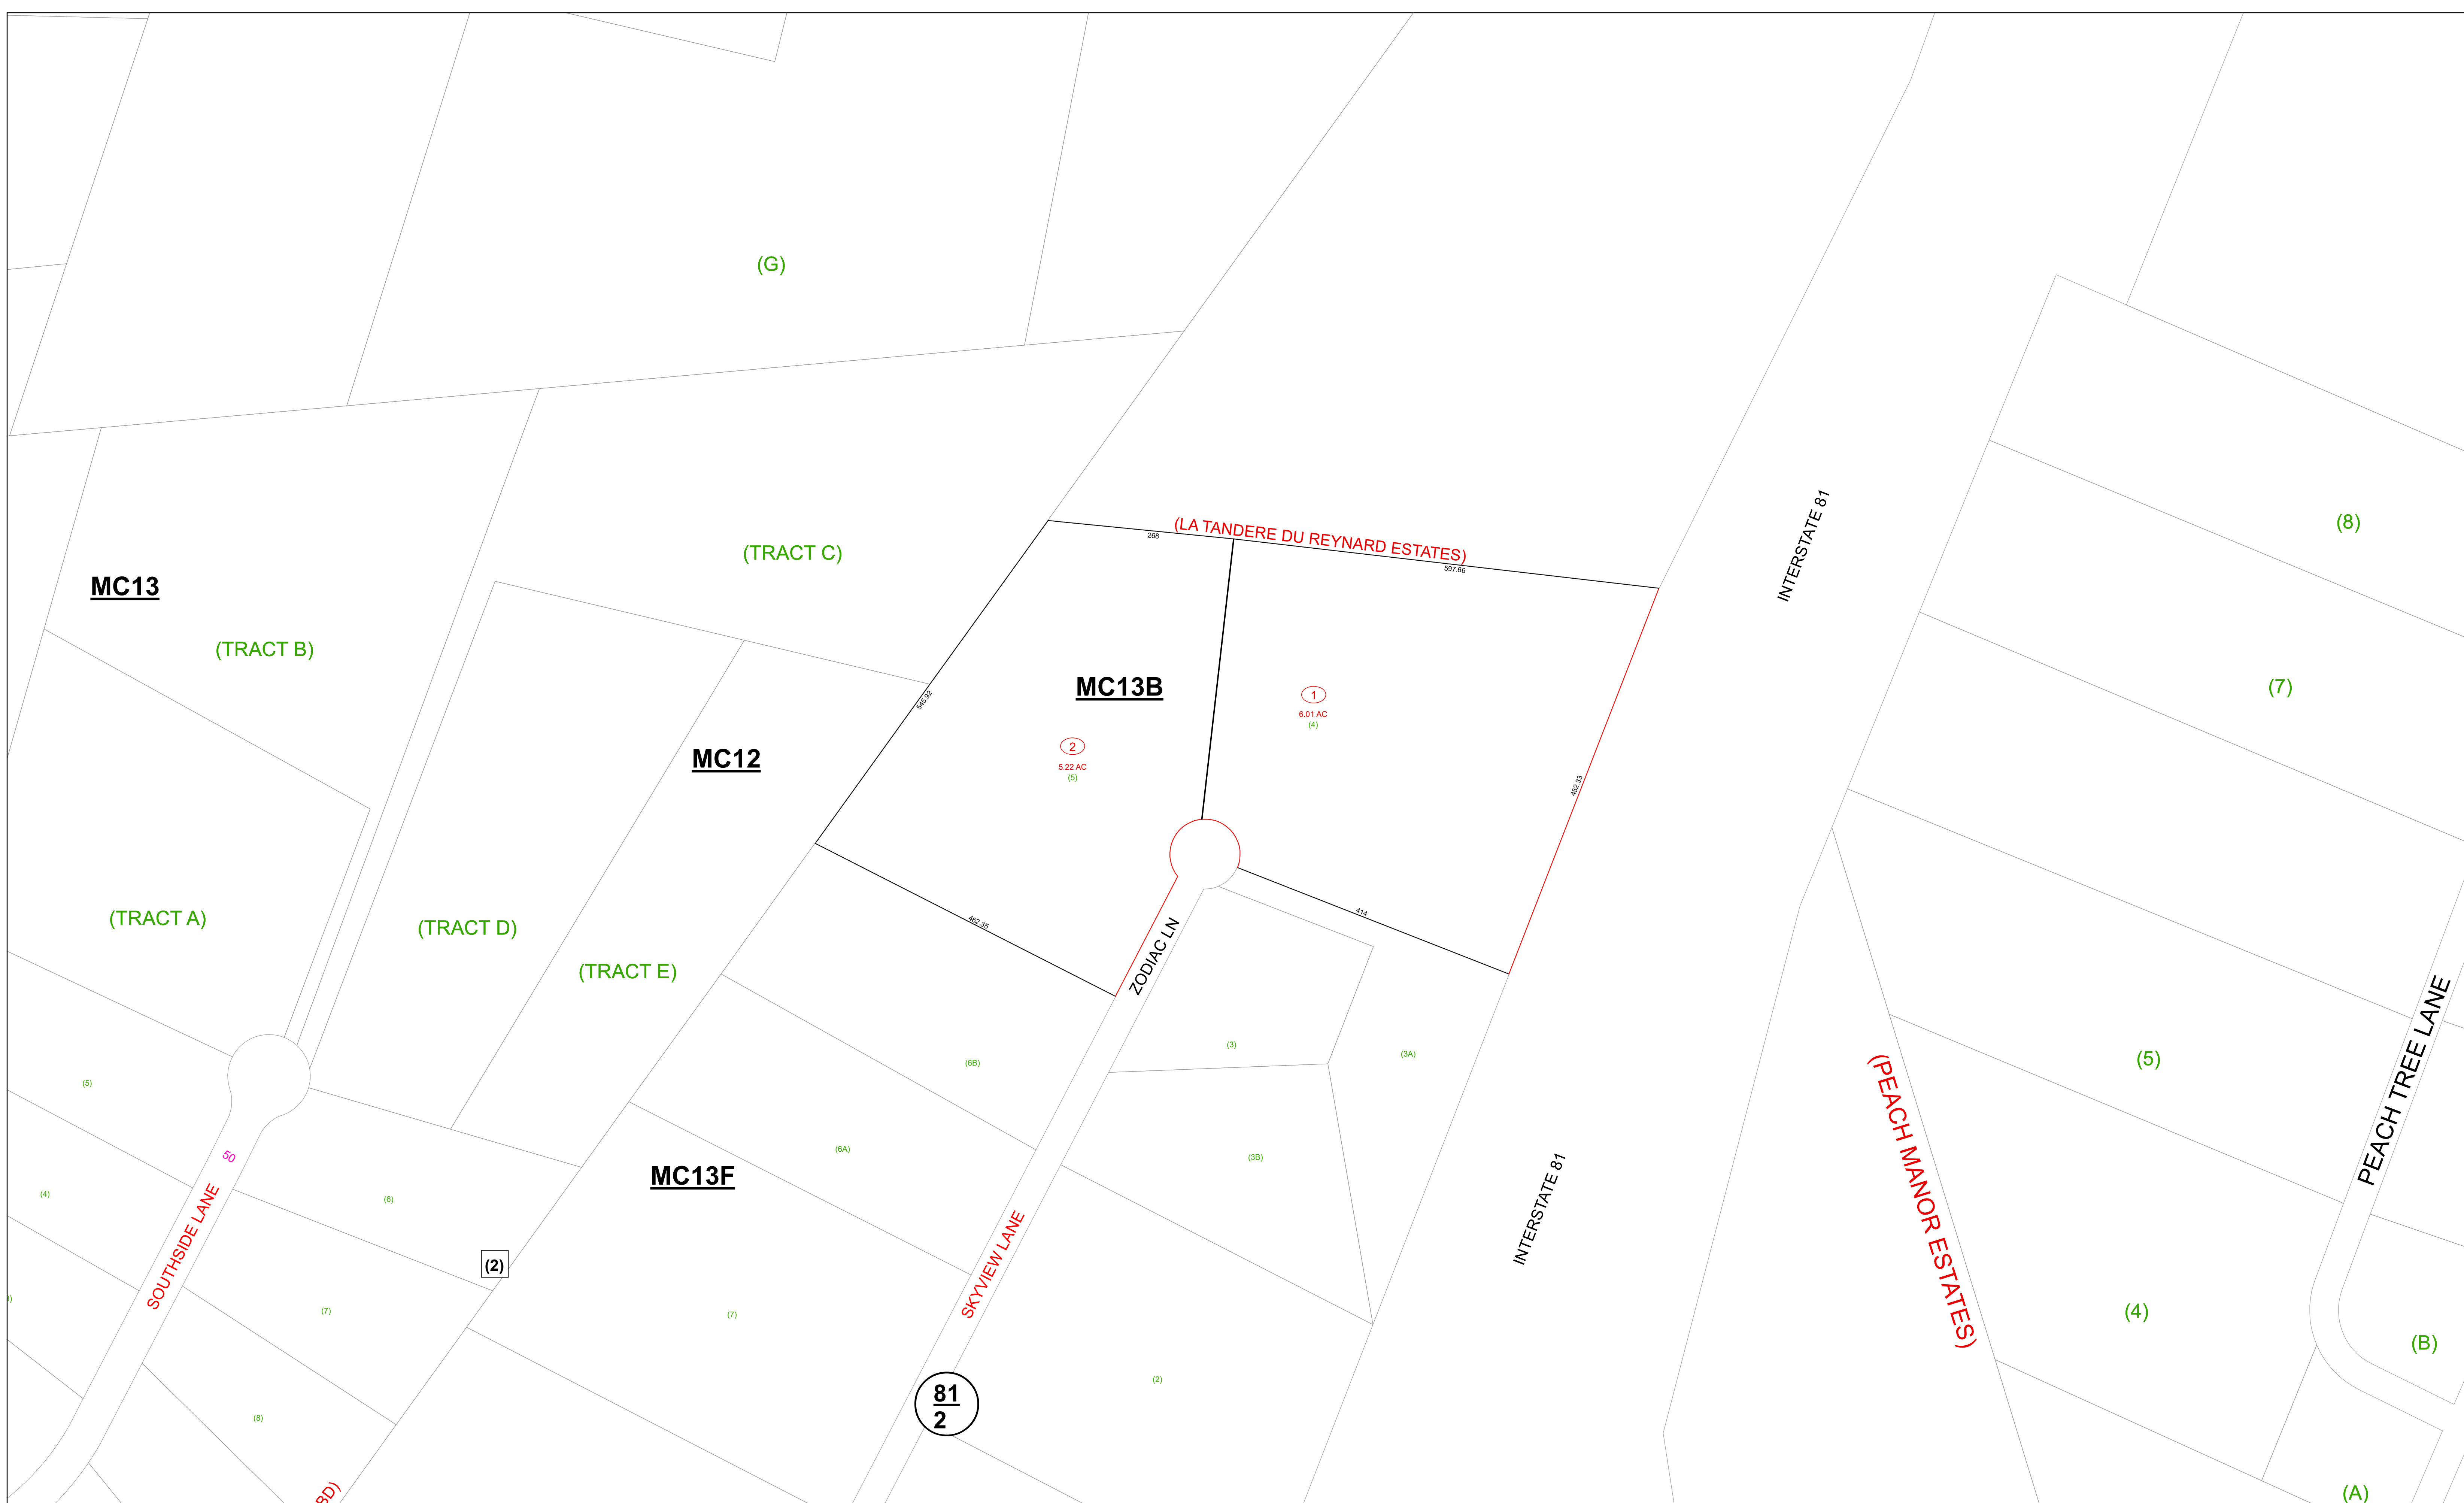 (G)
(8)
(LA TANDERE DU REYNARD ESTATES)
268
597.66
INTERSTATE 81
(TRACT C)
MC13
(TRACT B)
MC13B
(7)
1
6.01 AC
(4)
545.92
2
5.22 AC
(5)
MC12
452.33
(TRACT A)
(TRACT D)
(TRACT E)
462.35
414
ZODIAC LN
(3)
(3A)
(6B)
(5)
(5)
PEACH TREE LANE
(PEACH MANOR ESTATES)
50
(6A)
(3B)
MC13F
INTERSTATE 81
(4)
(6)
SOUTHSIDE LANE
SKYVIEW LANE
(2)
(7)
(7)
(4)
(B)
(2)
81
2
(8)
BD)
(A)